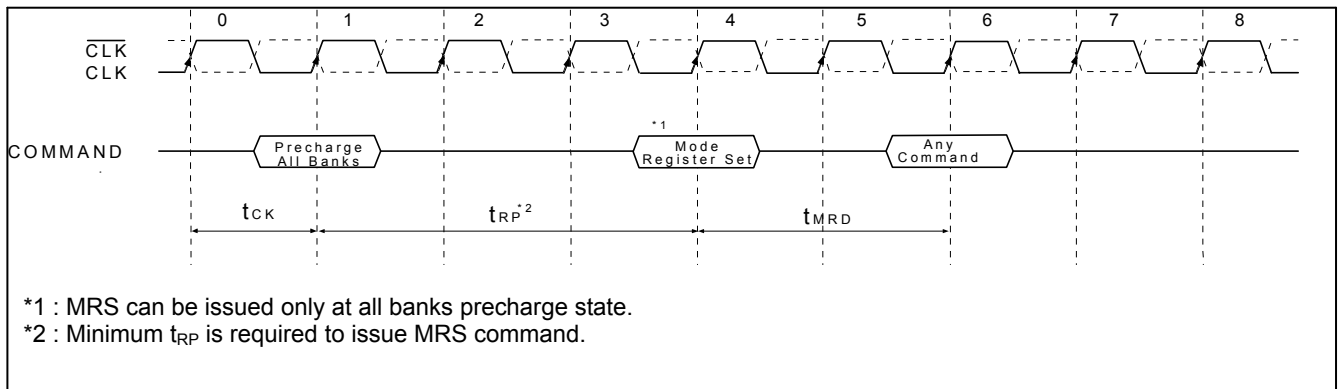 0 1 2 3 4 5 6 7 8
CLK
CLK
*1
COMMAND
Precharge
All Banks
Mode
Register Set
Any
Command
tCK
tRP*2
tMRD
*1 : MRS can be issued only at all banks precharge state.
*2 : Minimum tRP is required to issue MRS command.